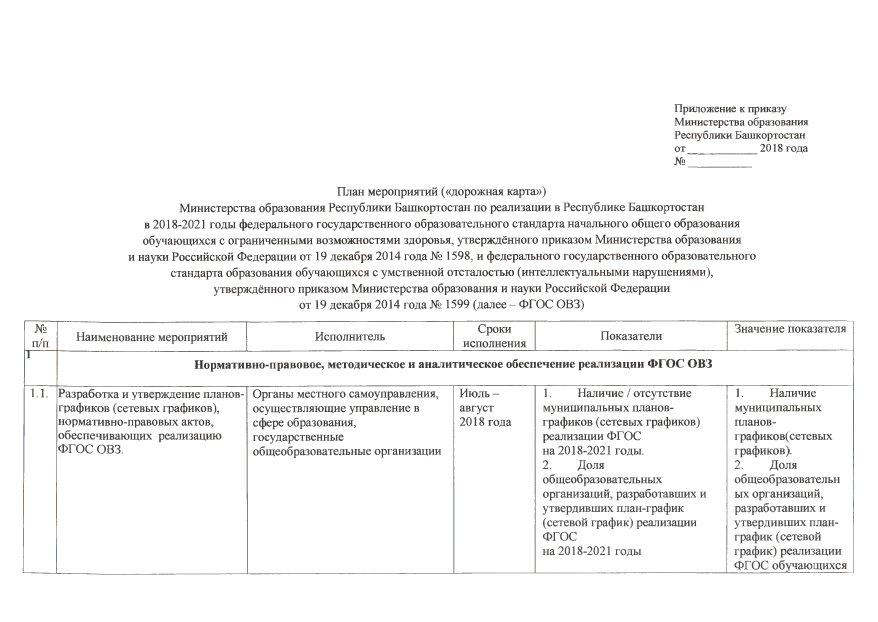 Приложение к приказу
Министерства образования
Республики Башкортостан
от ____________ 2018 года
№ ___________
План мероприятий («дорожная карта»)
Министерства образования Республики Башкортостан по реализации в Республике Башкортостан
в 2018-2021 годы федерального государственного образовательного стандарта начального общего образования
обучающихся с ограниченными возможностями здоровья, утверждённого приказом Министерства образования
и науки Российской Федерации от 19 декабря 2014 года № 1598, и федерального государственного образовательного
стандарта образования обучающихся с умственной отсталостью (интеллектуальными нарушениями),
утверждённого приказом Министерства образования и науки Российской Федерации
от 19 декабря 2014 года № 1599 (далее – ФГОС ОВЗ)
№
п/п
Наименование мероприятий
Исполнитель
Сроки
исполнения
Показатели
Значение показателя
1
Нормативно-правовое, методическое и аналитическое обеспечение реализации ФГОС ОВЗ
1.1.
Разработка и утверждение планов-
графиков (сетевых графиков),
нормативно-правовых актов,
обеспечивающих реализацию
ФГОС ОВЗ.
Органы местного самоуправления,
осуществляющие управление в
сфере образования,
государственные
общеобразовательные организации
Июль –
август
2018 года
1. Наличие / отсутствие
муниципальных планов-
графиков (сетевых графиков)
реализации ФГОС
на 2018-2021 годы.
2. Доля
общеобразовательных
организаций, разработавших и
утвердивших план-график
(сетевой график) реализации
ФГОС
на 2018-2021 годы
1. Наличие
муниципальных
планов-
графиков(сетевых
графиков).
2. Доля
общеобразовательн
ых организаций,
разработавших и
утвердивших план-
график (сетевой
график) реализации
ФГОС обучающихся